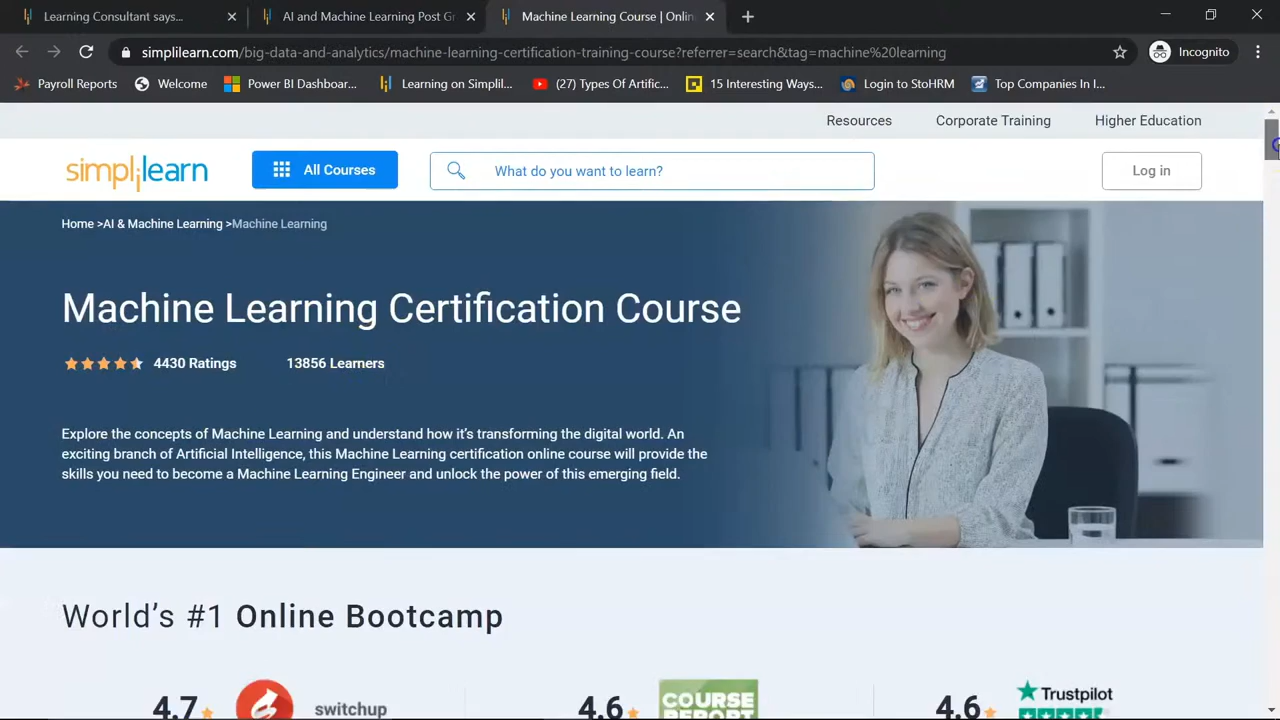 Learning Consultant says...
AI and Machine Learning Post Gr
Machine Learning Course | Onlin
simplilearn.com/big-data-and-analytics/machine-learning-certification-training-course?referrer=search&tag=machine%20learning
Incognito
Payroll Reports
Welcome
Power BI Dashboar...
Learning on Simplil...
(27) Types Of Artific...
15 Interesting Ways...
Login to StoHRM
Top Companies In I...
Resources
Corporate Training
Higher Education
simplilearn
All Courses
What do you want to learn?
Log in
Home >AI & Machine Learning >Machine Learning
Machine Learning Certification Course
4430 Ratings
13856 Learners
Explore the concepts of Machine Learning and understand how it's transforming the digital world. An
exciting branch of Artificial Intelligence, this Machine Learning certification online course will provide the
skills you need to become a Machine Learning Engineer and unlock the power of this emerging field.
World's #1 Online Bootcamp
4.7
switchup
4.6
COURSE
REPORT
4.6
Trustpilot